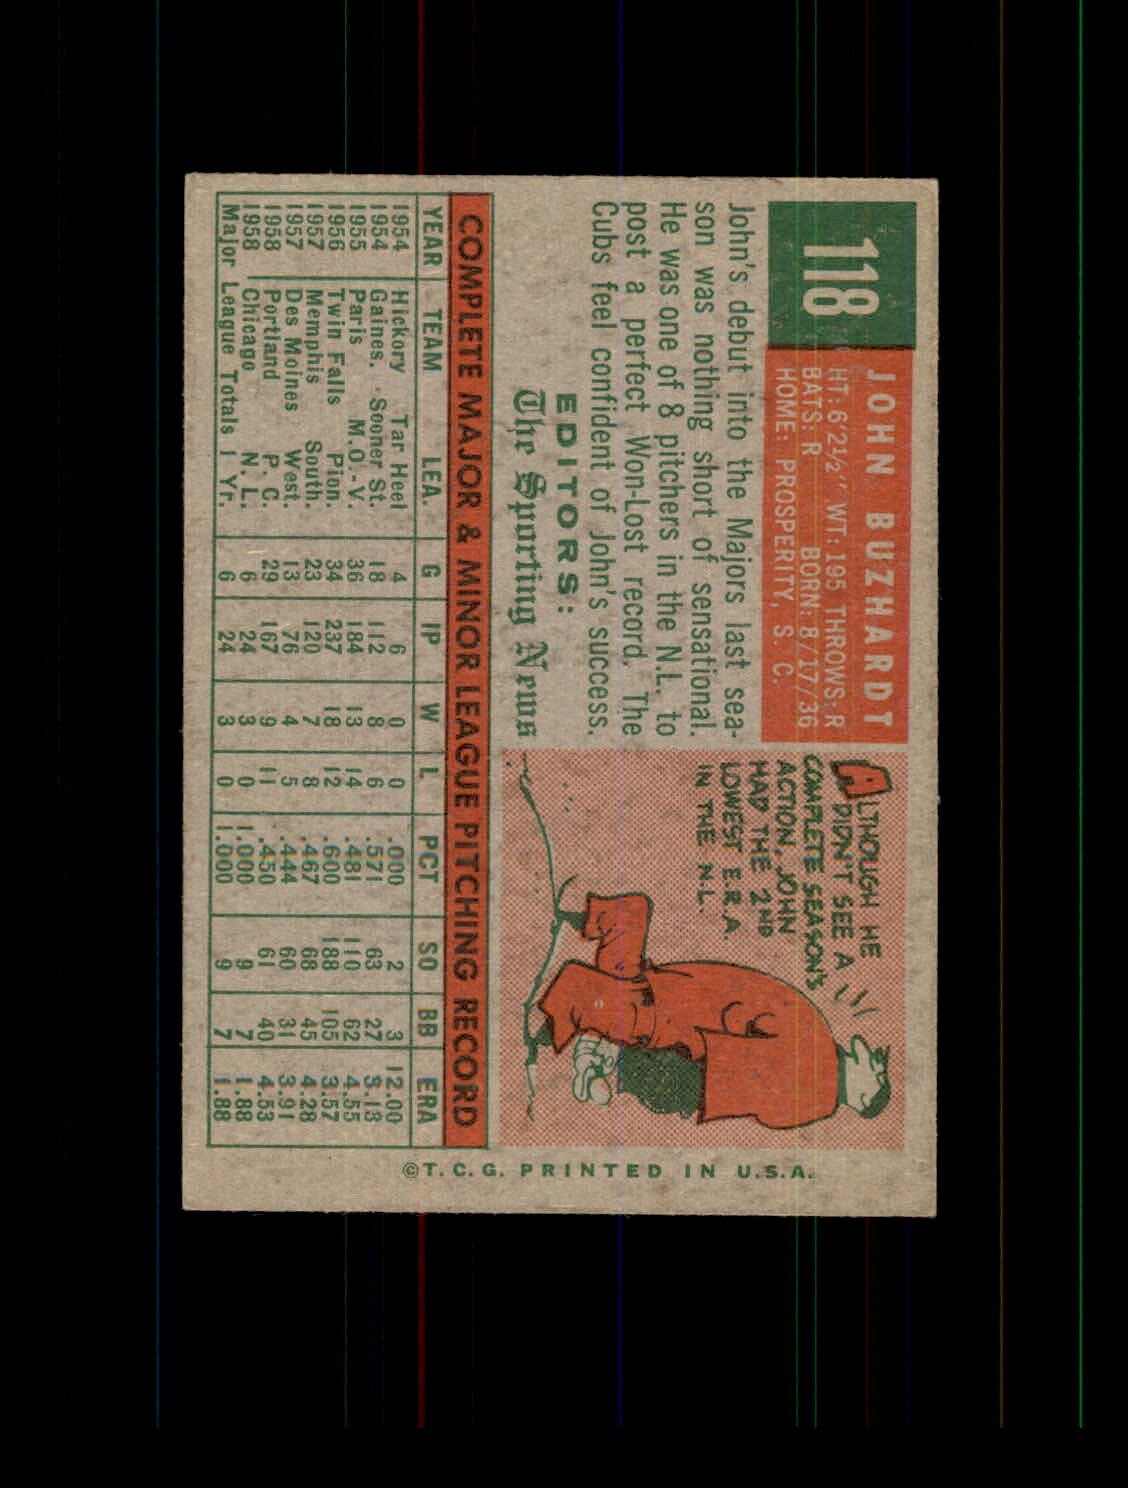 118
JOHN BUZHARDT
HT: 6'2½" WT: 195 THROWS: R
BATS: R BORN: 8/17/36
HOME: PROSPERITY, S. C.
John's debut into the Majors last sea-
son was nothing short of sensational.
He was one of 8 pitchers in the N.L. to
post a perfect Won-Lost record. The
Cubs feel confident of John's success.
EDITORS:
The Sporting News
ALTHOUGH HE
DIDN'T SEE A
COMPLETE SEASON'S
ACTION, JOHN
HAD THE 2ND
LOWEST E.R.A.
IN THE N.L.
COMPLETE MAJOR & MINOR LEAGUE PITCHING RECORD
YEAR TEAM LEA. G IP W L PCT SO BB ERA
1954 Hickory Tar Heel 4 6 0 0 .000 2 3 12.00
1954 Gaines. Sooner St. 18 112 8 6 .571 63 27 3.13
1955 Paris M.O.-V. 36 184 13 14 .481 110 62 4.55
1956 Twin Falls Pion. 34 237 18 12 .600 188 105 3.57
1957 Memphis South. 23 120 7 8 .467 68 45 4.28
1957 Des Moines West. 13 76 4 5 .444 60 31 3.91
1958 Portland P. C. 29 167 9 11 .450 61 40 4.53
1958 Chicago N. L. 6 24 3 0 1.000 9 7 1.88
Major League Totals 1 Yr. 6 24 3 0 1.000 9 7 1.88
©T. C. G. PRINTED IN U.S.A.